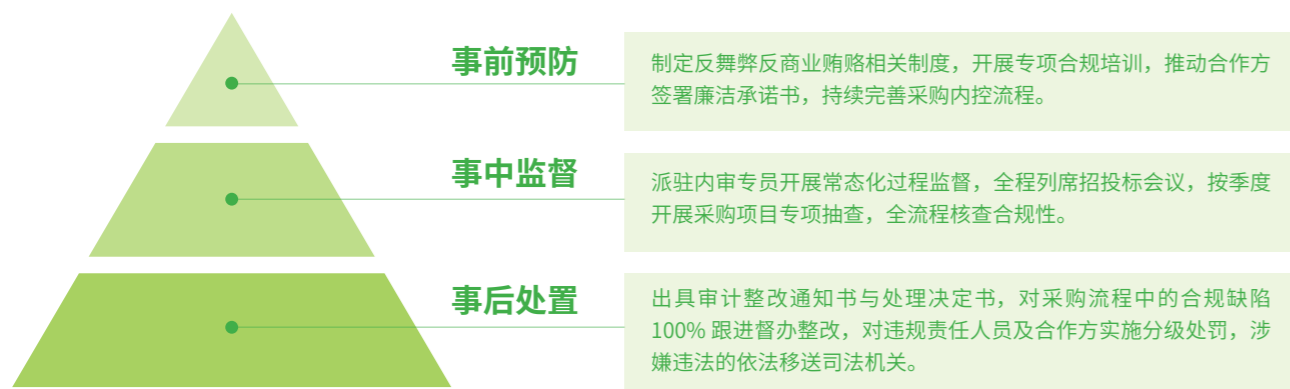 事前预防
制定反舞弊反商业贿赂相关制度，开展专项合规培训，推动合作方
签署廉洁承诺书，持续完善采购内控流程。
事中监督
派驻内审专员开展常态化过程监督，全程列席招投标会议，按季度
开展采购项目专项抽查，全流程核查合规性。
事后处置
出具审计整改通知书与处理决定书，对采购流程中的合规缺陷
100% 跟进督办整改，对违规责任人员及合作方实施分级处罚，涉
嫌违法的依法移送司法机关。